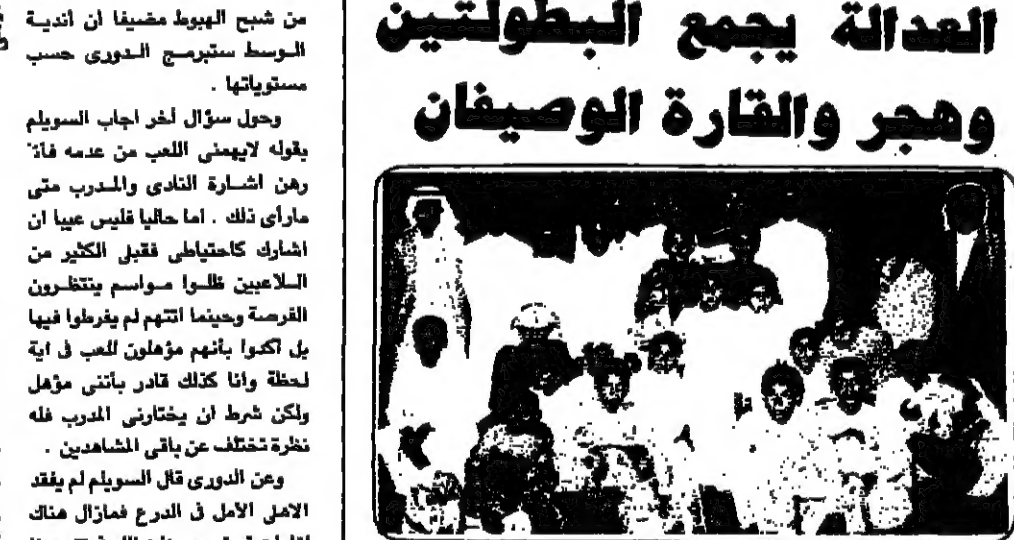 العدالة يجمع البطولتين
وهجر والقارة الوصيفان
من شبح الهبوط مضيفا ان اندية
الوسط ستبرمج الدورى حسب
مستوياتها .
وحول سؤال أخر اجاب السويلم
بقوله لايهمنى اللعب من عدمه فأنا
رهن اشارة النادى والمدرب متى
مارأى ذلك . اما حاليا فليس عيبا ان
اشارك كاحتياطى فقبلى الكثير من
اللاعبين ظلوا مواسم ينتظرون
الفرصة وحينما اتتهم لم يفرطوا فيها
بل اكدوا بأنهم مؤهلون للعب فى اية
لحظة وانا كذلك قادر بأننى مؤهل
ولكن شرط ان يختارنى المدرب فله
نظرة تختلف عن باقى المشاهدين .
وعن الدورى قال السويلم لم يفقد
الاهلى الأمل فى الدرع فمازال هناك